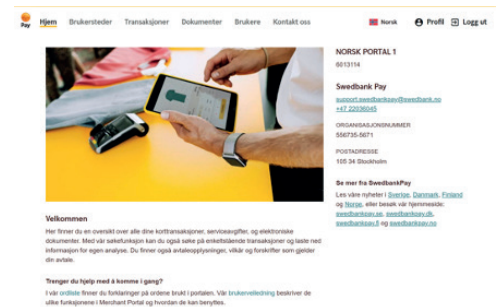 Pay
Hjem Brukersteder Transaksjoner Dokumenter Brukere Kontakt oss Norsk Profil Logg ut
NORSK PORTAL 1
6013114
Swedbank Pay
support.swedbankpay@swedbank.no
+47 22036045
ORGANISASJONSNUMMER
556735-5671
POSTADRESSE
105 34 Stockholm
Se mer fra SwedbankPay
Les våre nyheter i Sverige, Danmark, Finland
og Norge, eller besøk vår hjemmeside:
swedbankpay.se, swedbankpay.dk,
swedbankpay.fi og swedbankpay.no
Velkommen
Her finner du en oversikt over alle dine korttransaksjoner, serviceavgifter, og elektroniske
dokumenter. Med vår søkefunksjon kan du også søke på enkeltstående transaksjoner og laste ned
informasjon for egen analyse. Du finner også avtaleopplysninger, vilkår og forskrifter som gjelder
din avtale.
Trenger du hjelp med å komme i gang?
I vår ordliste finner du forklaringer på ordene brukt i portalen. Vår brukerveiledning beskriver de
ulike funksjonene i Merchant Portal og hvordan de kan benyttes.